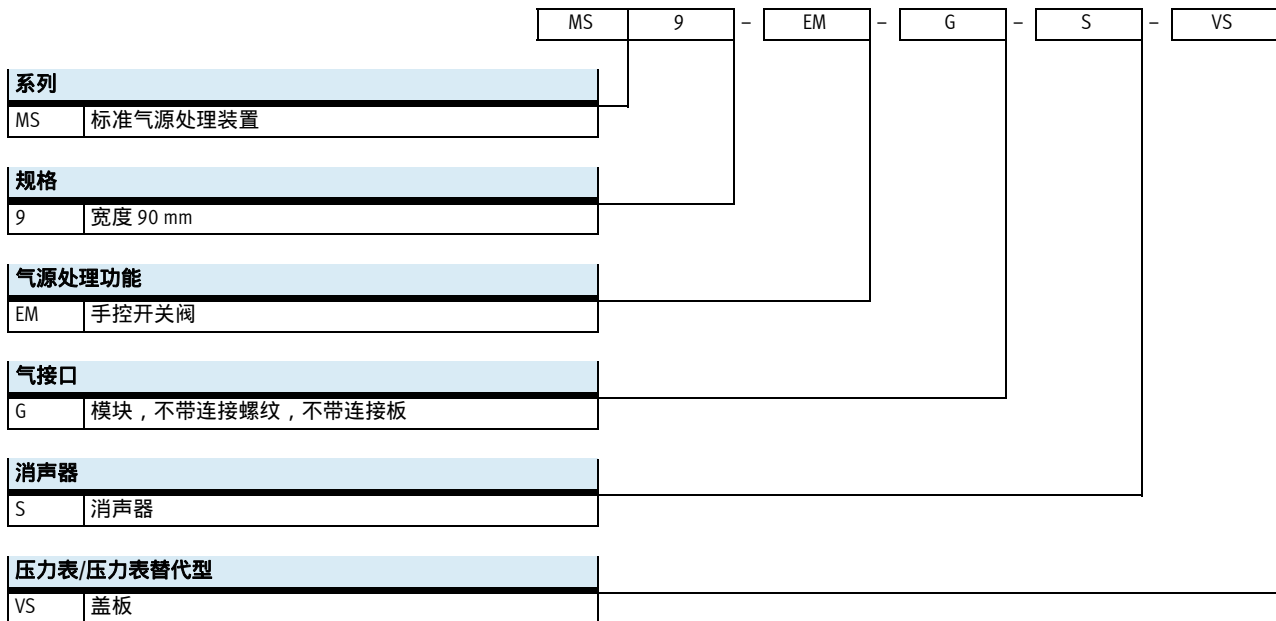 MS 9 – EM – G – S – VS
系列
MS 标准气源处理装置
规格
9 宽度 90 mm
气源处理功能
EM 手控开关阀
气接口
G 模块，不带连接螺纹，不带连接板
消声器
S 消声器
压力表/压力表替代型
VS 盖板